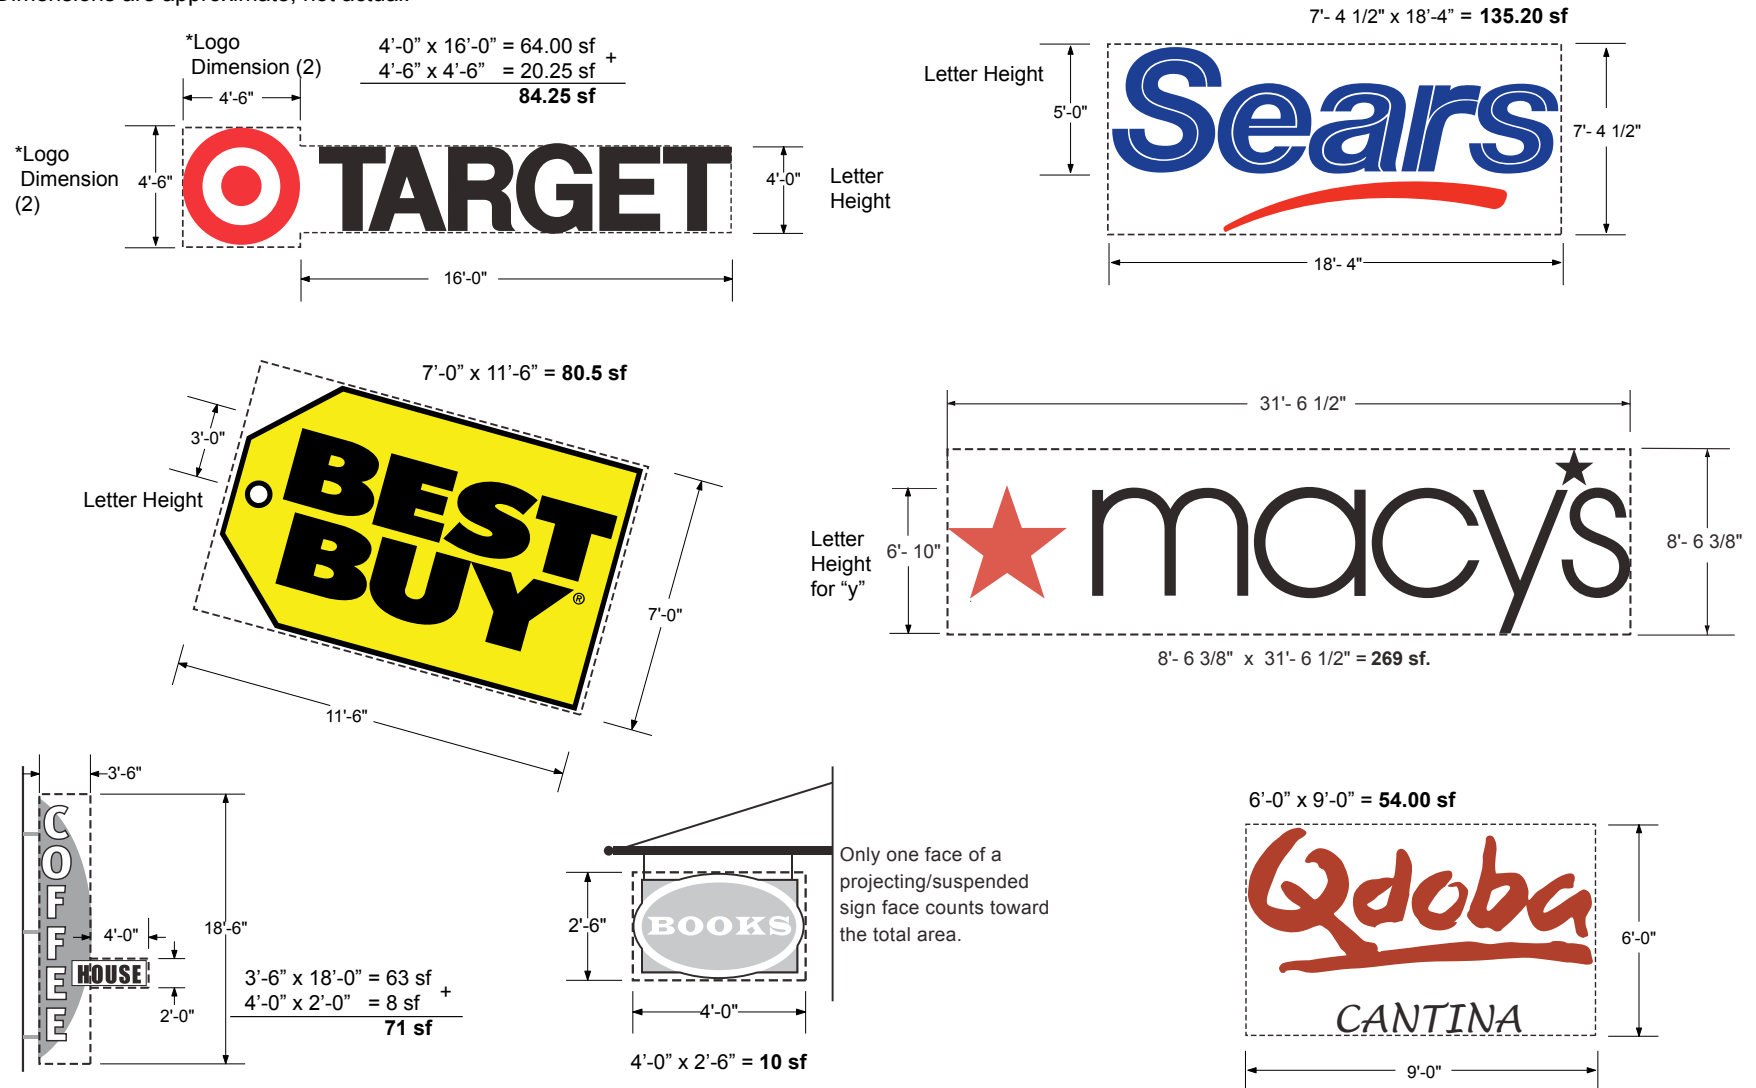 Dimensions are approximate, not actual.
*Logo
Dimension (2)
4'-0” x 16'-0” = 64.00 sf
4'-6” x 4'-6” = 20.25 sf +
84.25 sf
4'-6"
*Logo
Dimension
(2)
4'-6"
TARGET
4'-0"
Letter
Height
16'-0"
7'- 4 1/2" x 18'-4” = 135.20 sf
Letter Height
5'-0"
Sears
7'- 4 1/2"
18'- 4"
7'-0” x 11'-6” = 80.5 sf
3'-0"
Letter Height
BEST
BUY®
7'-0"
11'-6"
31'- 6 1/2"
Letter
Height
for “y”
6'- 10"
macy's
8'- 6 3/8"
8'- 6 3/8" x 31'- 6 1/2" = 269 sf.
3'-6"
COFFEE
HOUSE
4'-0"
2'-0"
18'-6"
3'-6” x 18'-0” = 63 sf
4'-0” x 2'-0” = 8 sf +
71 sf
2'-6"
BOOKS
4'-0"
4'-0” x 2'-6” = 10 sf
Only one face of a
projecting/suspended
sign face counts toward
the total area.
6'-0” x 9'-0” = 54.00 sf
Qdoba
CANTINA
6'-0"
9'-0"